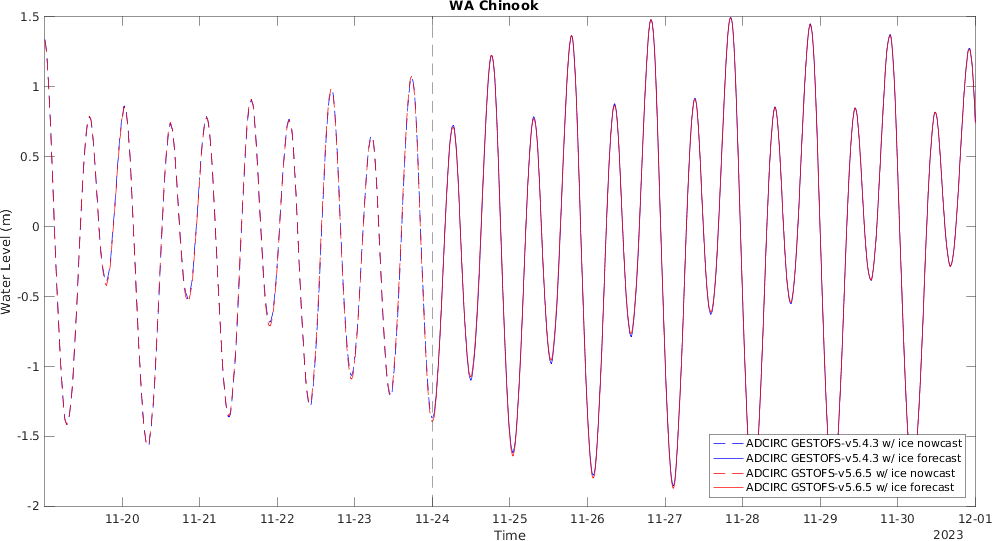 WA Chinook
Water Level (m)
1.5
1
0.5
0
-0.5
-1
-1.5
-2
ADCIRC GESTOFS-v5.4.3 w/ ice nowcast
ADCIRC GESTOFS-v5.4.3 w/ ice forecast
ADCIRC GSTOFS-v5.6.5 w/ ice nowcast
ADCIRC GSTOFS-v5.6.5 w/ ice forecast
11-20 11-21 11-22 11-23 11-24 11-25 11-26 11-27 11-28 11-29 11-30 12-01
Time
2023